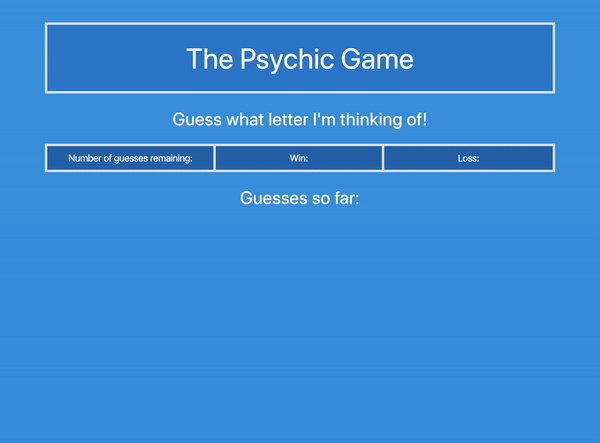 The Psychic Game
Guess what letter I'm thinking of!
Number of guesses remaining:
Win:
Loss:
Guesses so far: